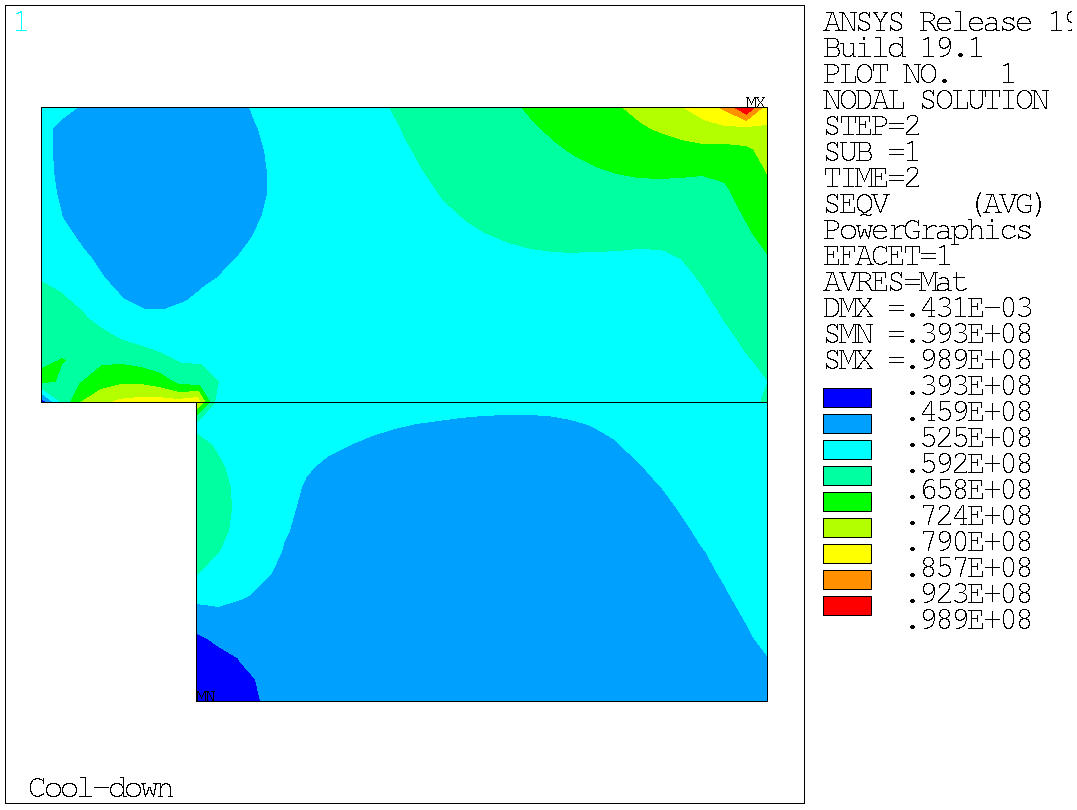 1
MX
MN
Cool-down
ANSYS Release 19
Build 19.1
PLOT NO.   1
NODAL SOLUTION
STEP=2
SUB =1
TIME=2
SEQV     (AVG)
PowerGraphics
EFACET=1
AVRES=Mat
DMX =.431E-03
SMN =.393E+08
SMX =.989E+08
.393E+08
.459E+08
.525E+08
.592E+08
.658E+08
.724E+08
.790E+08
.857E+08
.923E+08
.989E+08